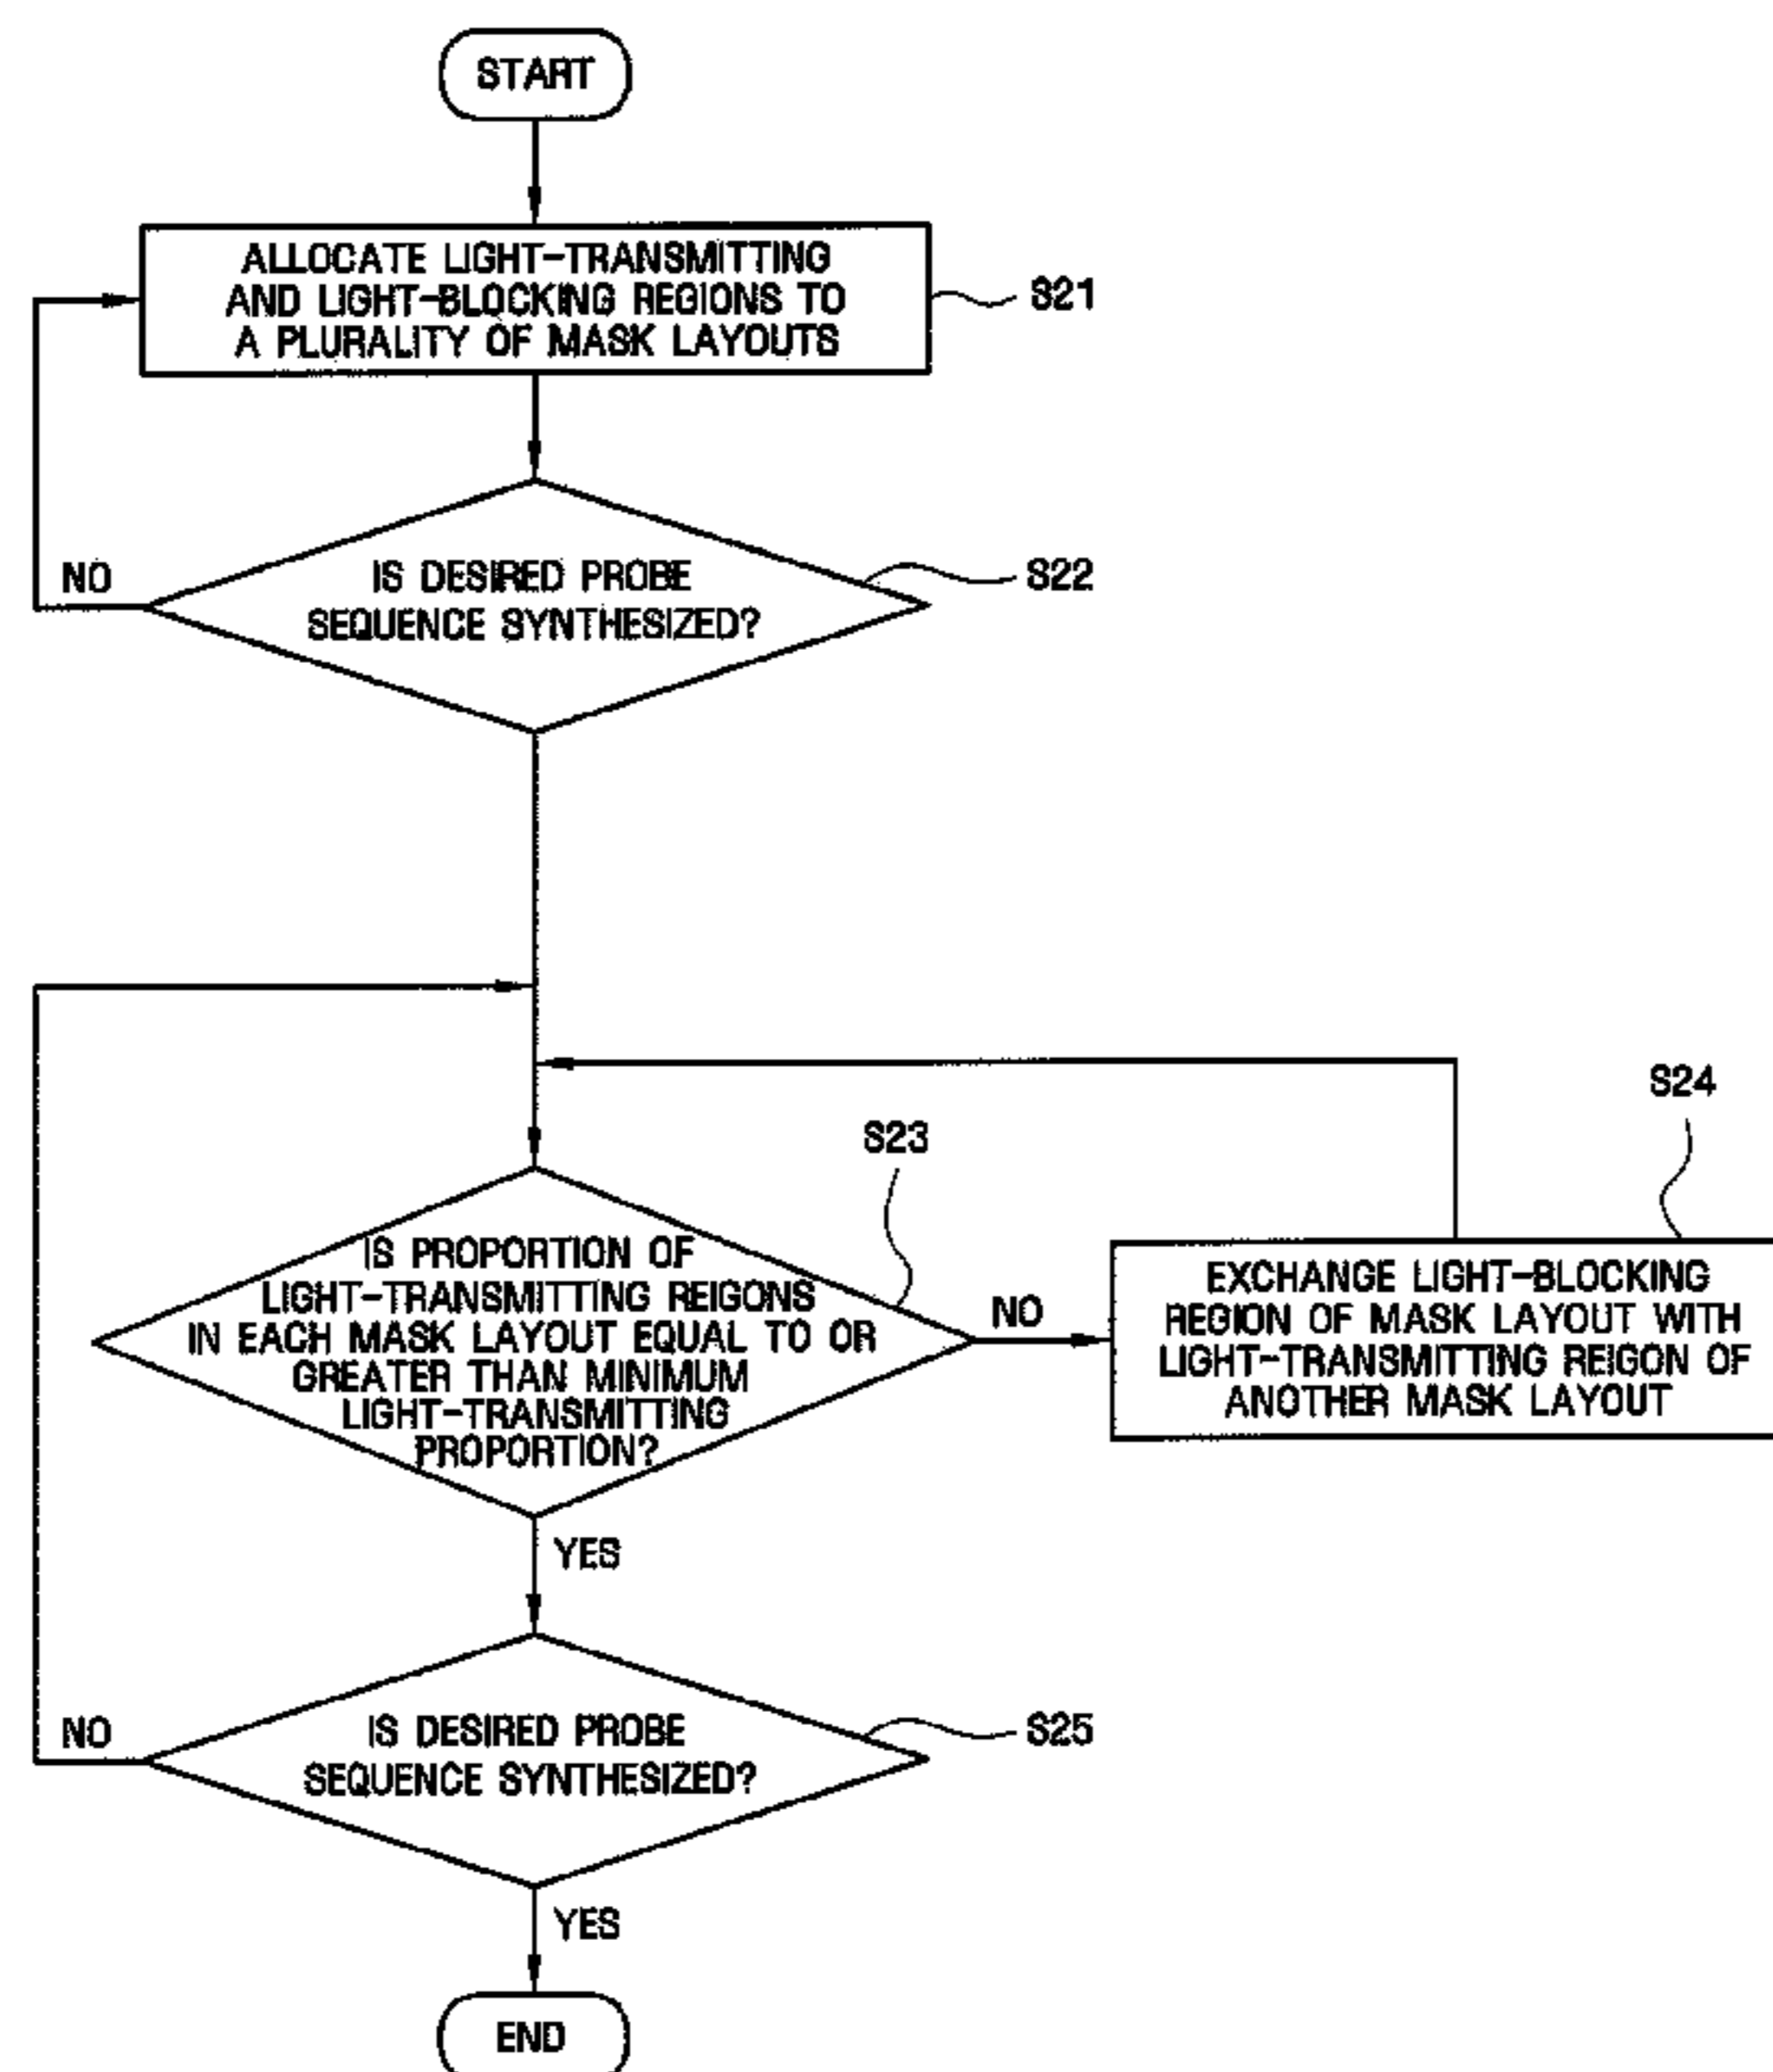 START
ALLOCATE LIGHT-TRANSMITTING
AND LIGHT-BLOCKING REGIONS TO
A PLURALITY OF MASK LAYOUTS
S21
IS DESIRED PROBE
SEQUENCE SYNTHESIZED?
S22
NO
S23
S24
IS PROPORTION OF
LIGHT-TRANSMITTING REIGONS
IN EACH MASK LAYOUT EQUAL TO OR
GREATER THAN MINIMUM
LIGHT-TRANSMITTING
PROPORTION?
NO
EXCHANGE LIGHT-BLOCKING
REGION OF MASK LAYOUT WITH
LIGHT-TRANSMITTING REIGON OF
ANOTHER MASK LAYOUT
YES
IS DESIRED PROBE
SEQUENCE SYNTHESIZED?
S25
NO
YES
END